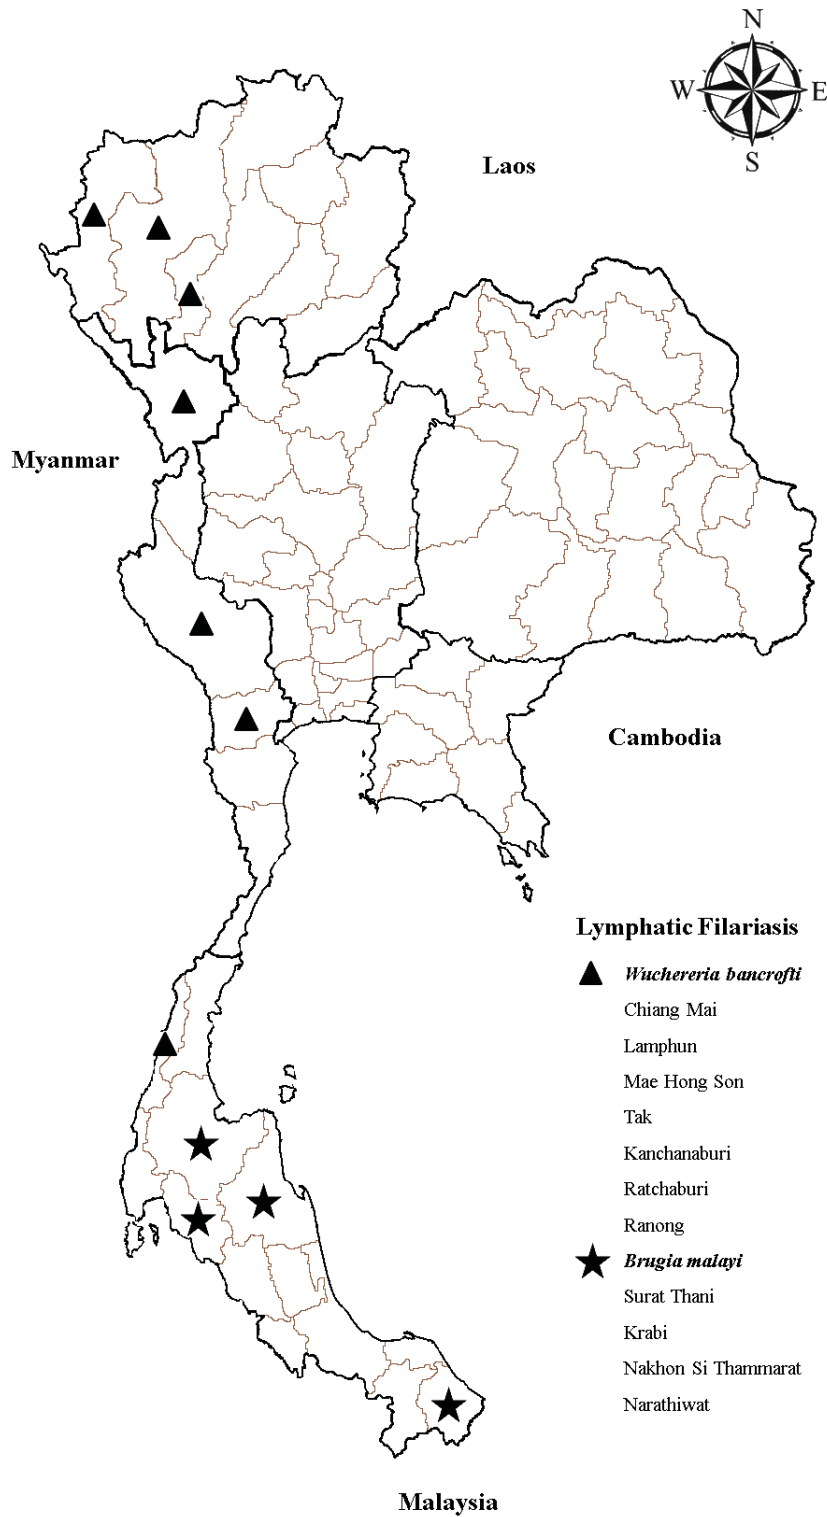 N
W E
S
Laos
Myanmar
Cambodia
Lymphatic Filariasis
Wuchereria bancrofti
Chiang Mai
Lamphun
Mae Hong Son
Tak
Kanchanaburi
Ratchaburi
Ranong
Brugia malayi
Surat Thani
Krabi
Nakhon Si Thammarat
Narathiwat
Malaysia